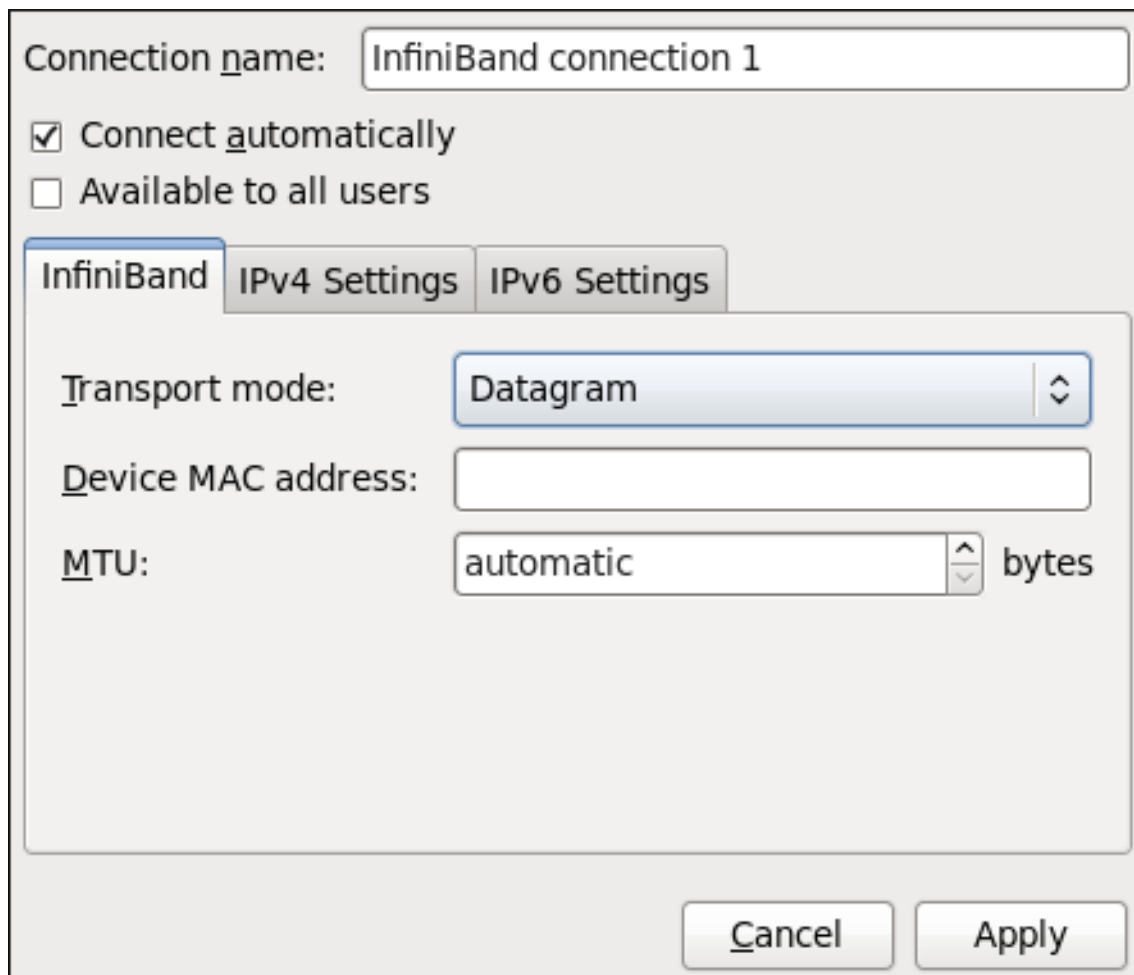 Connection name: InfiniBand connection 1
Connect automatically
Available to all users
InfiniBand IPv4 Settings IPv6 Settings
Transport mode: Datagram
Device MAC address:
MTU: automatic bytes
Cancel Apply